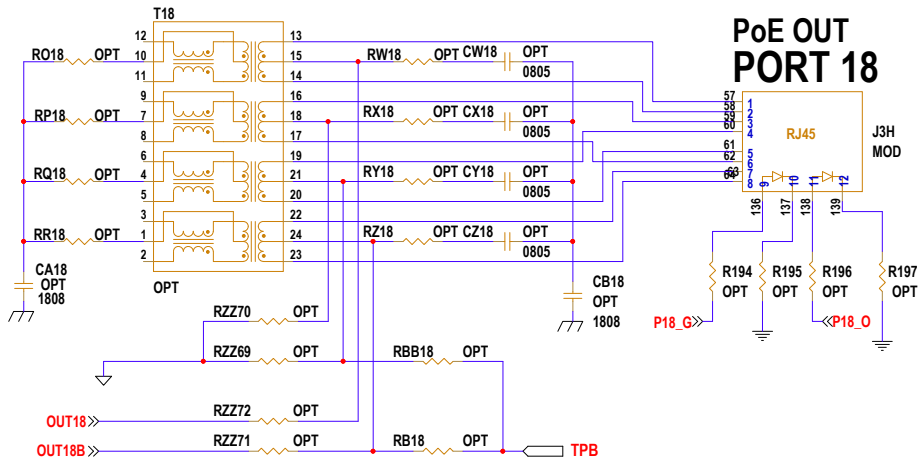 T18
PoE OUT
PORT 18
12
13
RO18
OPT
10
15
RW18
OPT
CW18
OPT
0805
11
14
9
16
RP18
OPT
7
18
RX18
OPT
CX18
OPT
0805
8
17
6
19
RQ18
OPT
4
21
RY18
OPT
CY18
OPT
0805
5
20
3
22
RR18
OPT
1
24
RZ18
OPT
CZ18
OPT
0805
2
23
57
58
59
60
61
62
63
64
1
2
3
4
5
6
7
8
RJ45
J3H
MOD
9
10
11
12
136
137
138
139
CA18
OPT
1808
OPT
CB18
OPT
1808
R194
OPT
R195
OPT
R196
OPT
R197
OPT
P18_G
P18_O
RZZ70
OPT
RZZ69
OPT
RBB18
OPT
RZZ72
OPT
OUT18
RZZ71
OPT
RB18
OPT
OUT18B
TPB